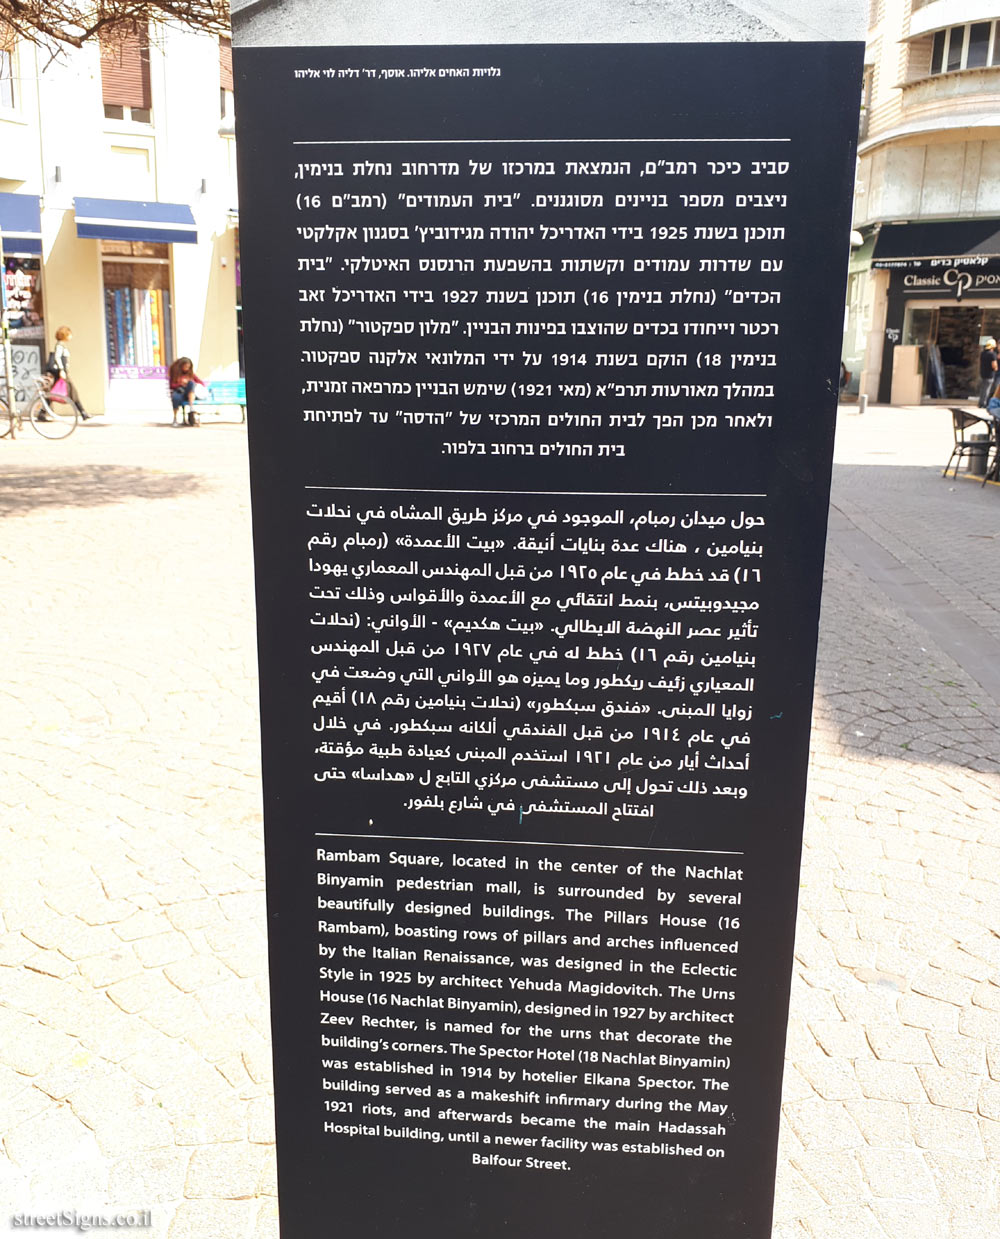 גלויות האחים אליהו. אוסף, דר' דליה לוי אליהו
סביב כיכר רמב"ם, הנמצאת במרכזו של מדרחוב נחלת בנימין,
ניצבים מספר בניינים מסוגננים. "בית העמודים" (רמב"ם 16)
תוכנן בשנת 1925 בידי האדריכל יהודה מגידוביץ' בסגנון אקלקטי
עם שדרות עמודים וקשתות בהשפעת הרנסנס האיטלקי. "בית
הכדים" (נחלת בנימין 16) תוכנן בשנת 1927 בידי האדריכל זאב
רכטר וייחודו בכדים שהוצבו בפינות הבניין. "מלון ספקטור" (נחלת
בנימין 18) הוקם בשנת 1914 על ידי המלונאי אלקנה ספקטור.
במהלך מאורעות תרפ"א (מאי 1921) שימש הבניין כמרפאה זמנית,
ולאחר מכן הפך לבית החולים המרכזי של "הדסה" עד לפתיחת
בית החולים ברחוב בלפור.
حول ميدان رمبام، الموجود في مركز طريق المشاه في نحلات
بنيامين ، هناك عدة بنايات أنيقة. «بيت الأعمدة» (رمبام رقم
١٦) قد خطط في عام ١٩٢٥ من قبل المهندس المعماري يهودا
مجيدوبيتس، بنمط انتقائي مع الأعمدة والأقواس وذلك تحت
تأثير عصر النهضة الايطالي. «بيت هكديم» - الأواني: (نحلات
بنيامين رقم ١٦) خطط له في عام ١٩٢٧ من قبل المهندس
المعياري زئيف ريكطور وما يميزه هو الأواني التي وضعت في
زوايا المبنى. «فندق سبكطور» (نحلات بنيامين رقم ١٨) أقيم
في عام ١٩١٤ من قبل الفندقي ألكانه سبكطور. في خلال
أحداث أيار من عام ١٩٢١ استخدم المبنى كعيادة طبية مؤقتة،
وبعد ذلك تحول إلى مستشفى مركزي التابع ل «هداسا» حتى
افتتاح المستشفى في شارع بلفور.
Rambam Square, located in the center of the Nachlat
Binyamin pedestrian mall, is surrounded by several
beautifully designed buildings. The Pillars House (16
Rambam), boasting rows of pillars and arches influenced
by the Italian Renaissance, was designed in the Eclectic
Style in 1925 by architect Yehuda Magidovitch. The Urns
House (16 Nachlat Binyamin), designed in 1927 by architect
Zeev Rechter, is named for the urns that decorate the
building's corners. The Spector Hotel (18 Nachlat Binyamin)
was established in 1914 by hotelier Elkana Spector. The
building served as a makeshift infirmary during the May
1921 riots, and afterwards became the main Hadassah
Hospital building, until a newer facility was established on
Balfour Street.
קלאסיק בדים
Classic CP
Classic
streetSigns.co.il